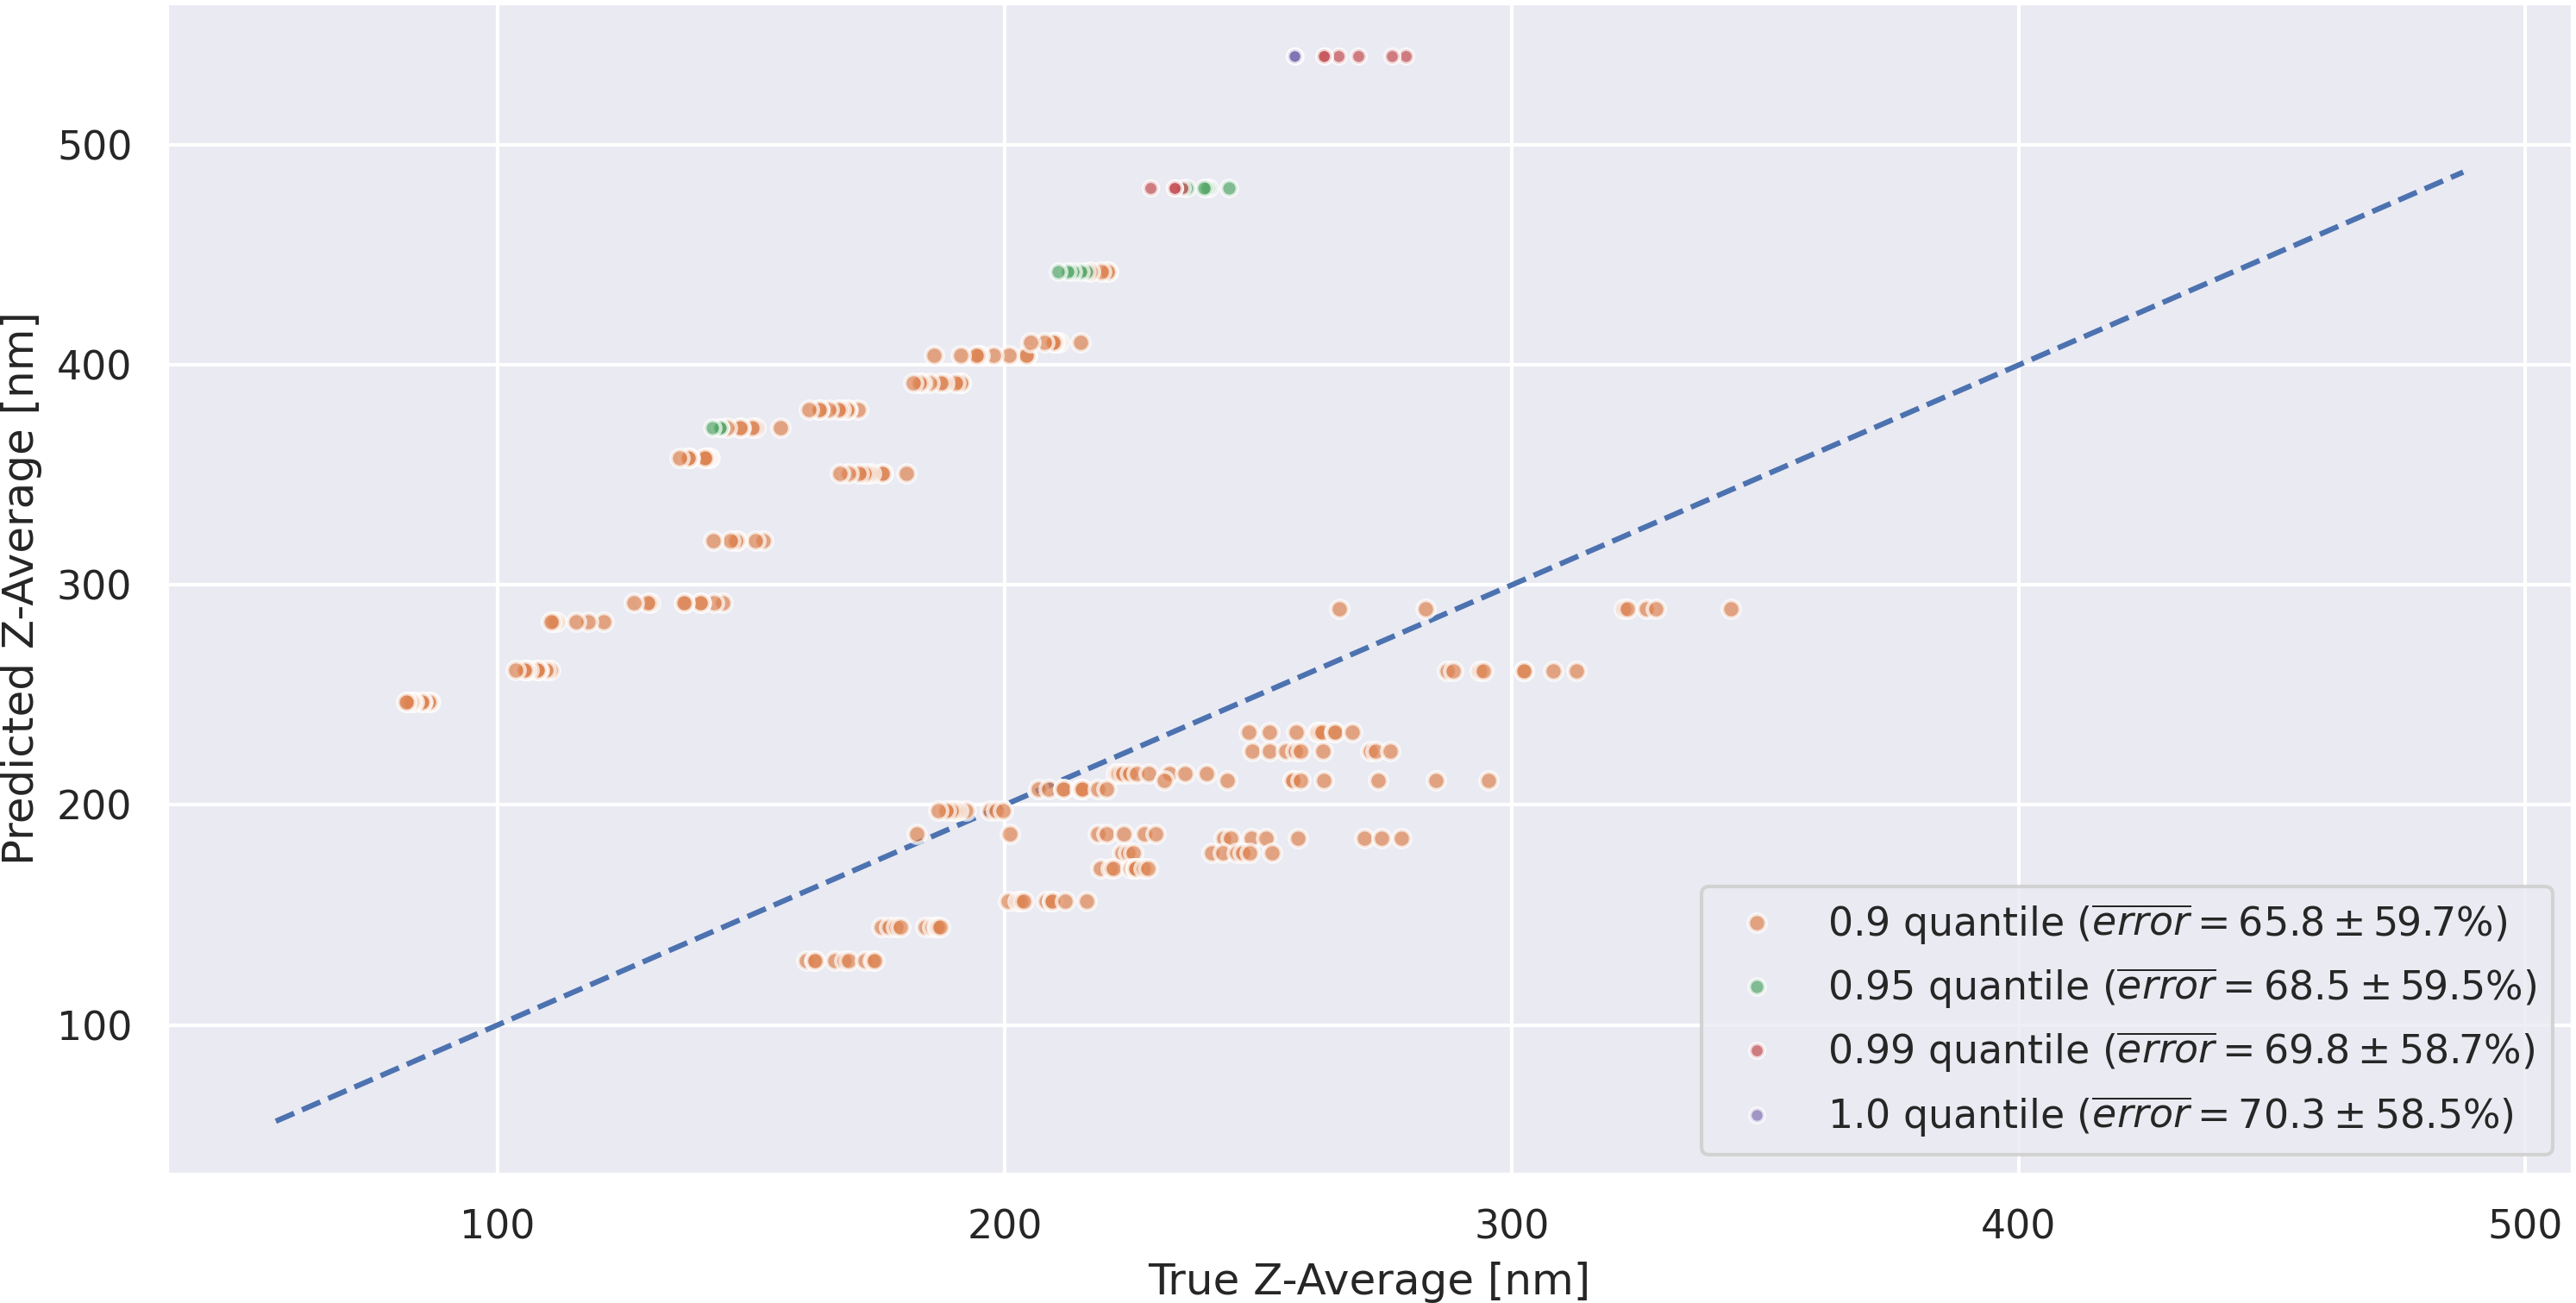 Predicted Z-Average [nm]
500
400
300
200
100
0.9 quantile (error = 65.8 ± 59.7%)
0.95 quantile (error = 68.5 ± 59.5%)
0.99 quantile (error = 69.8 ± 58.7%)
1.0 quantile (error = 70.3 ± 58.5%)
100 200 300 400 500
True Z-Average [nm]